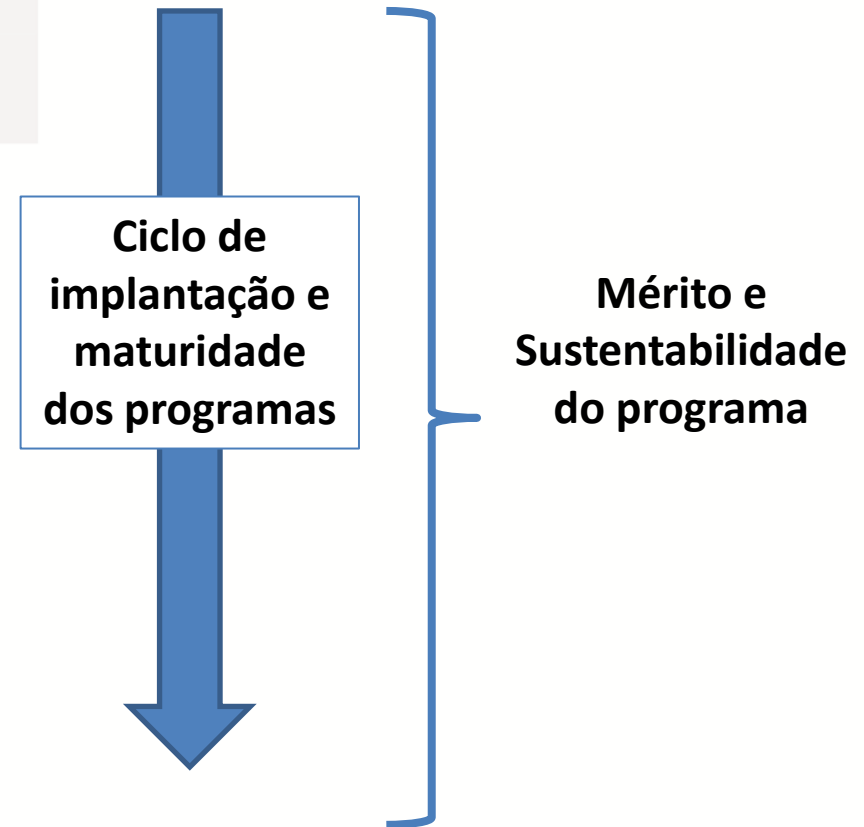 Ciclo de
implantação e
maturidade
dos programas
Mérito e
Sustentabilidade
do programa